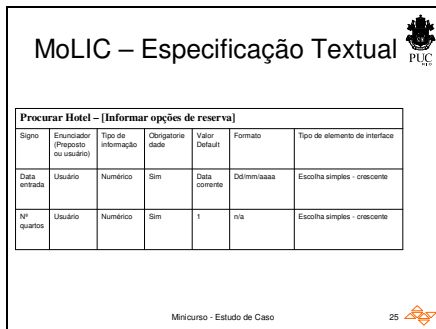 MoLIC – Especificação Textual
PUC
RIO
Procurar Hotel – [Informar opções de reserva]
Signo Enunciador (Preposto ou usuário) Tipo de informação Obrigatorie dade Valor Default Formato Tipo de elemento de interface
Data entrada Usuário Numérico Sim Data corrente Dd/mm/aaaa Escolha simples - crescente
Nº quartos Usuário Numérico Sim 1 n/a Escolha simples - crescente
Minicurso - Estudo de Caso 25